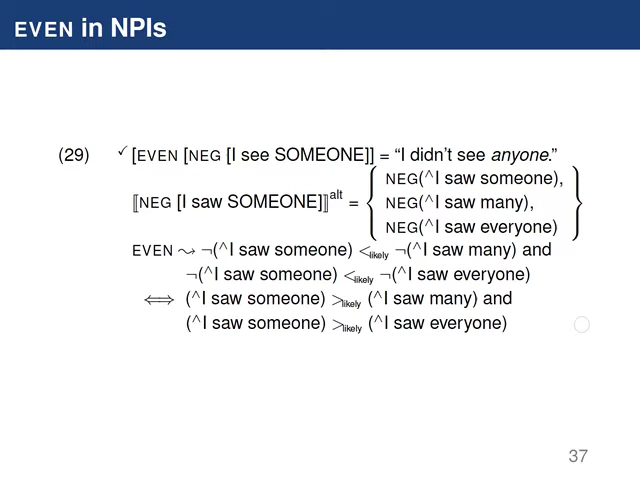 EVEN in NPIs
(29) ✓[EVEN [NEG [I see SOMEONE]] = “I didn’t see anyone.”
⟦NEG [I saw SOMEONE]⟧alt = { NEG(^I saw someone),
NEG(^I saw many),
NEG(^I saw everyone) }
EVEN ⇝ ¬(^I saw someone) <likely ¬(^I saw many) and
¬(^I saw someone) <likely ¬(^I saw everyone)
⟺ (^I saw someone) >likely (^I saw many) and
(^I saw someone) >likely (^I saw everyone)
37